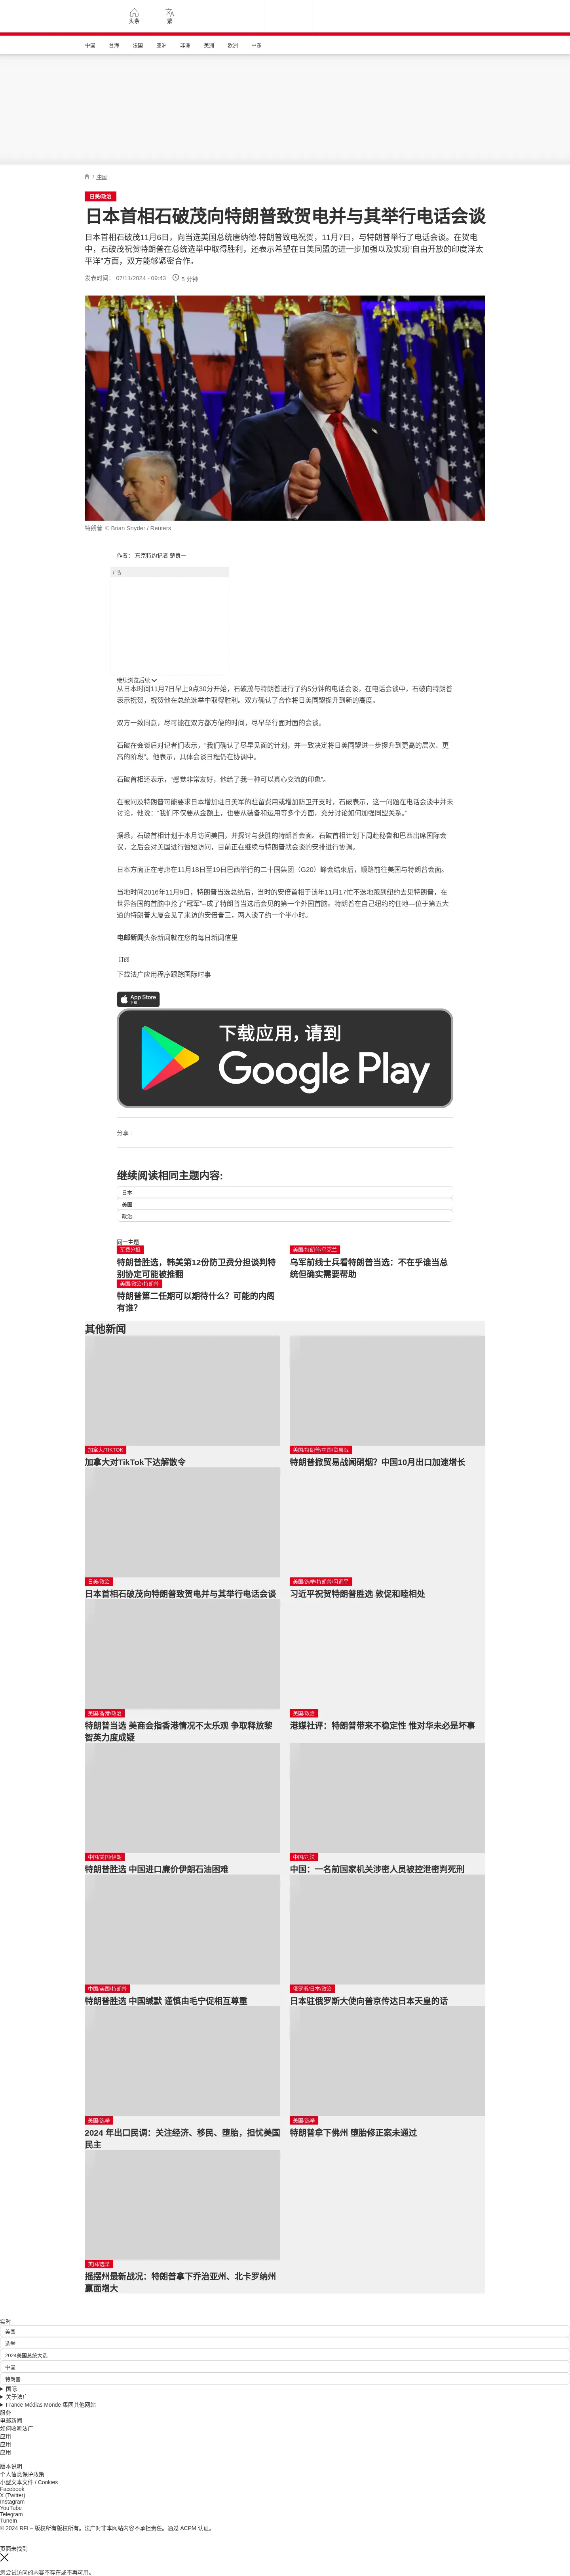 头条
繁
中国
台海
法国
亚洲
非洲
美洲
欧洲
中东
/ 中国
日美/政治
日本首相石破茂向特朗普致贺电并与其举行电话会谈
日本首相石破茂11月6日，向当选美国总统唐纳德·特朗普致电祝贺，11月7日，与特朗普举行了电话会谈。在贺电
中，石破茂祝贺特朗普在总统选举中取得胜利，还表示希望在日美同盟的进一步加强以及实现“自由开放的印度洋太
平洋”方面，双方能够紧密合作。
发表时间： 07/11/2024 - 09:43
5 分钟
特朗普 © Brian Snyder / Reuters
作者： 东京特约记者 楚良一
广告
继续浏览后续
从日本时间11月7日早上9点30分开始，石破茂与特朗普进行了约5分钟的电话会谈，在电话会谈中，石破向特朗普
表示祝贺，祝贺他在总统选举中取得胜利。双方确认了合作将日美同盟提升到新的高度。
双方一致同意，尽可能在双方都方便的时间，尽早举行面对面的会谈。
石破在会谈后对记者们表示，“我们确认了尽早见面的计划，并一致决定将日美同盟进一步提升到更高的层次、更
高的阶段”。他表示，具体会谈日程仍在协调中。
石破首相还表示，“感觉非常友好，他给了我一种可以真心交流的印象”。
在被问及特朗普可能要求日本增加驻日美军的驻留费用或增加防卫开支时，石破表示，这一问题在电话会谈中并未
讨论，他说：“我们不仅要从金额上，也要从装备和运用等多个方面，充分讨论如何加强同盟关系。”
据悉，石破首相计划于本月访问美国，并探讨与获胜的特朗普会面。石破首相计划下周赴秘鲁和巴西出席国际会
议，之后会对美国进行暂短访问，目前正在继续与特朗普就会谈的安排进行协调。
日本方面正在考虑在11月18日至19日巴西举行的二十国集团（G20）峰会结束后，顺路前往美国与特朗普会面。
当地时间2016年11月9日，特朗普当选总统后，当时的安倍首相于该年11月17忙不迭地跑到纽约去见特朗普，在
世界各国的首脑中抢了“冠军”--成了特朗普当选后会见的第一个外国首脑。特朗普在自己纽约的住地—位于第五大
道的特朗普大厦会见了来访的安倍晋三，两人谈了约一个半小时。
电邮新闻头条新闻就在您的每日新闻信里
订阅
下载法广应用程序跟踪国际时事
App Store
下载
下载应用，请到
Google Play
分享 :
继续阅读相同主题内容:
日本
美国
政治
同一主题
军费分担
特朗普胜选，韩美第12份防卫费分担谈判特
别协定可能被推翻
美国/特朗普/乌克兰
乌军前线士兵看特朗普当选：不在乎谁当总
统但确实需要帮助
美国/政治/特朗普
特朗普第二任期可以期待什么？可能的内阁
有谁？
其他新闻
加拿大/TIKTOK
加拿大对TikTok下达解散令
美国/特朗普/中国/贸易战
特朗普掀贸易战闻硝烟？中国10月出口加速增长
日美/政治
日本首相石破茂向特朗普致贺电并与其举行电话会谈
美国/选举/特朗普/习近平
习近平祝贺特朗普胜选 敦促和睦相处
美国/香港/政治
特朗普当选 美商会指香港情况不太乐观 争取释放黎
智英力度成疑
美国/政治
港媒社评：特朗普带来不稳定性 惟对华未必是坏事
中国/美国/伊朗
特朗普胜选 中国进口廉价伊朗石油困难
中国/司法
中国：一名前国家机关涉密人员被控泄密判死刑
中国/美国/特朗普
特朗普胜选 中国缄默 谨慎由毛宁促相互尊重
俄罗斯/日本/政治
日本驻俄罗斯大使向普京传达日本天皇的话
美国/选举
2024 年出口民调：关注经济、移民、堕胎，担忧美国
民主
美国/选举
特朗普拿下佛州 堕胎修正案未通过
美国/选举
摇摆州最新战况：特朗普拿下乔治亚州、北卡罗纳州
赢面增大
实时
美国
选举
2024美国总统大选
中国
特朗普
国际
关于法广
France Médias Monde 集团其他网站
服务
电邮新闻
如何收听法广
应用
应用
应用
版本说明
个人信息保护政策
小型文本文件 / Cookies
Facebook
X (Twitter)
Instagram
YouTube
Telegram
TuneIn
© 2024 RFI – 版权所有版权所有。法广对非本网站内容不承担责任。通过 ACPM 认证。
页面未找到
您尝试访问的内容不存在或不再可用。